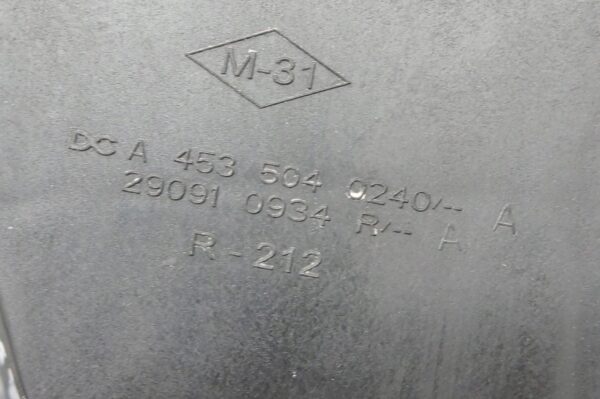 M-31
DC A 453 504 0240/-- A
29091 0934 R/-- A
R-212